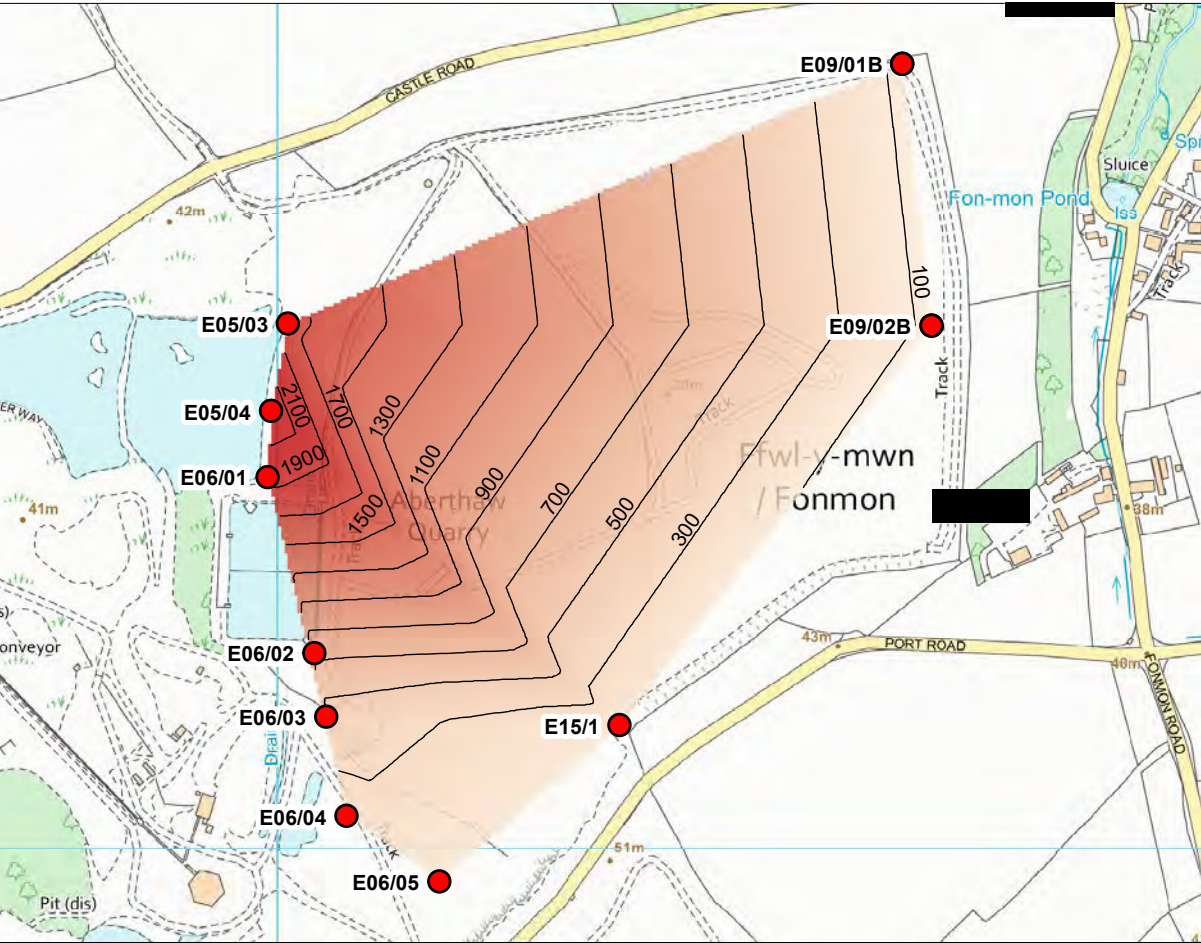 CASTLE ROAD
E09/01B
Sluice
Spr
Fon-mon Pond
Iss
42m
Track
100
E05/03
E09/02B
Track
2100
1700
E05/04
1300
Track
ER WAY
1900
1100
E06/01
900
Ffwl-y-mwn
/ Fonmon
700
Aberthaw
Quarry
1500
500
300
41m
38m
onveyor
E06/02
43m
PORT ROAD
40m
FONMON ROAD
E06/03
E15/1
Drai
E06/04
51m
E06/05
Pit (dis)